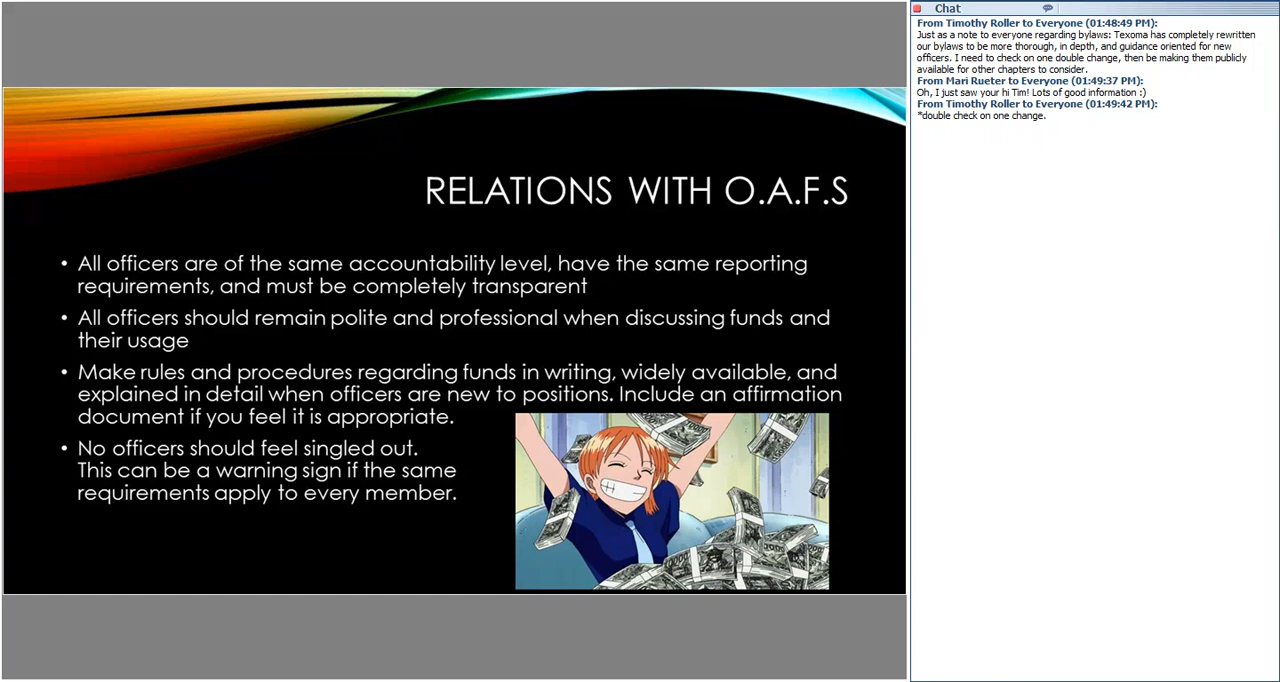 RELATIONS WITH O.A.F.S
• All officers are of the same accountability level, have the same reporting
requirements, and must be completely transparent
• All officers should remain polite and professional when discussing funds and
their usage
• Make rules and procedures regarding funds in writing, widely available, and
explained in detail when officers are new to positions. Include an affirmation
document if you feel it is appropriate.
• No officers should feel singled out.
This can be a warning sign if the same
requirements apply to every member.
Chat
From Timothy Roller to Everyone (01:48:49 PM):
Just as a note to everyone regarding bylaws: Texoma has completely rewritten
our bylaws to be more thorough, in depth, and guidance oriented for new
officers. I need to check on one double change, then be making them publicly
available for other chapters to consider.
From Mari Rueter to Everyone (01:49:37 PM):
Oh, I just saw your hi Tim! Lots of good information :)
From Timothy Roller to Everyone (01:49:42 PM):
*double check on one change.